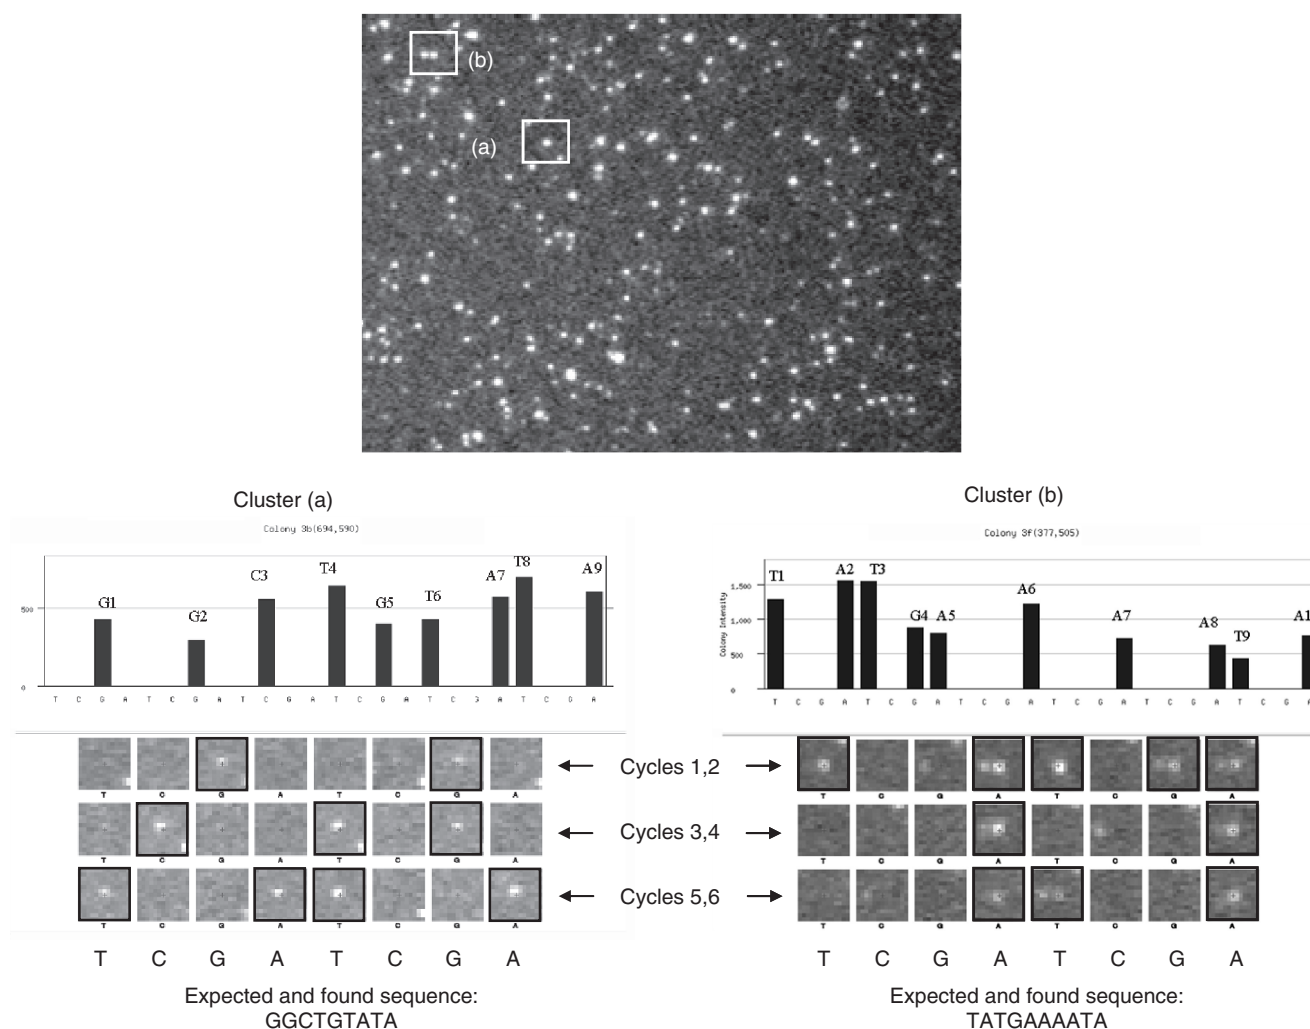 (b)
(a)
Cluster (a)
Cluster (b)
Colony 3b(694,590)
Colony 3f(377,505)
G1 G2 C3 T4 G5 T6 A7 T8 A9
500
0
T C G A T C G A T C G A T C G A T C G A T C G A
Colony Intensity
T1 A2 T3 G4 A5 A6 A7 A8 T9 A1
1,500
1,000
500
0
T C G A T C G A T C G A T C G A T C G A T C G A
Cycles 1,2
T C G A T C G A
T C G A T C G A
Cycles 3,4
T C G A T C G A
T C G A T C G A
Cycles 5,6
T C G A T C G A
T C G A T C G A
T C G A T C G A
T C G A T C G A
Expected and found sequence:
GGCTGTATA
Expected and found sequence:
TATGAAAATA